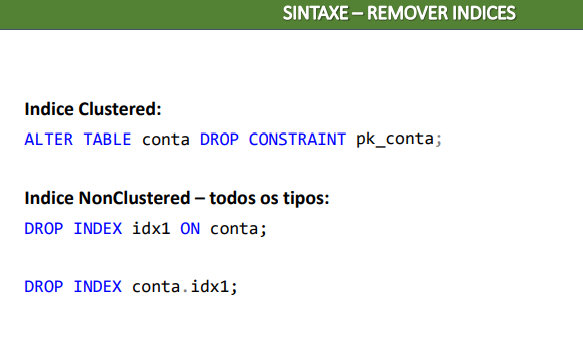 SINTAXE – REMOVER INDICES
Indice Clustered:
ALTER TABLE conta DROP CONSTRAINT pk_conta;
Indice NonClustered – todos os tipos:
DROP INDEX idx1 ON conta;
DROP INDEX conta.idx1;